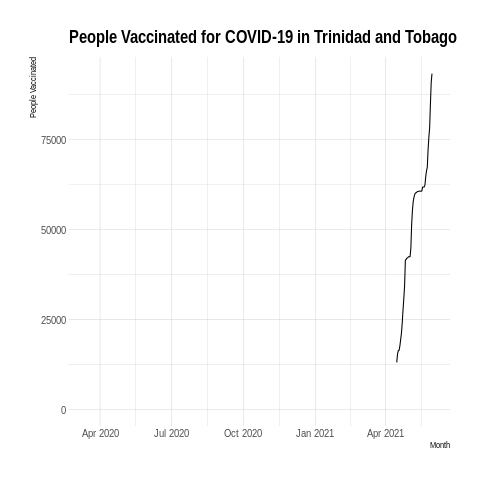 People Vaccinated for COVID-19 in Trinidad and Tobago
People Vaccinated
75000
50000
25000
0
Apr 2020 Jul 2020 Oct 2020 Jan 2021 Apr 2021
Month